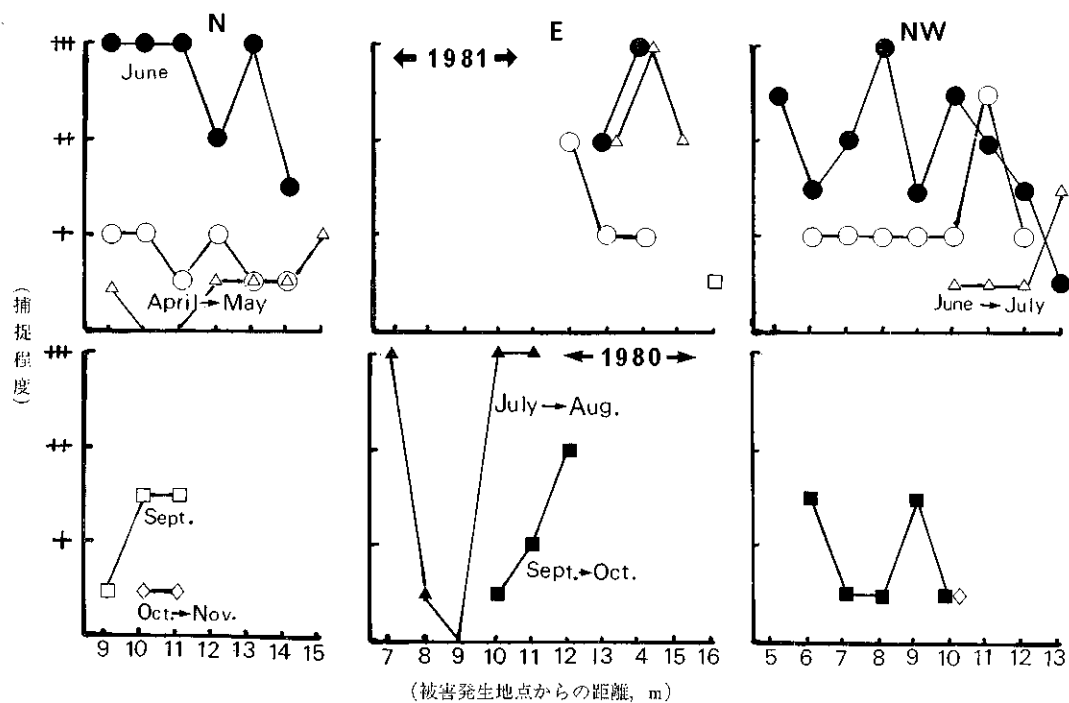 N
E
NW
卌
June
← 1981 →
╫
+
April → May
June → July
卌
← 1980 →
July → Aug.
╫
Sept.
+
Sept. → Oct.
Oct. → Nov.
(捕捉程度)
9 10 11 12 13 14 15
7 8 9 10 11 12 13 4 15 16
5 6 7 8 9 10 11 12 13
(被害発生地点からの距離, m)